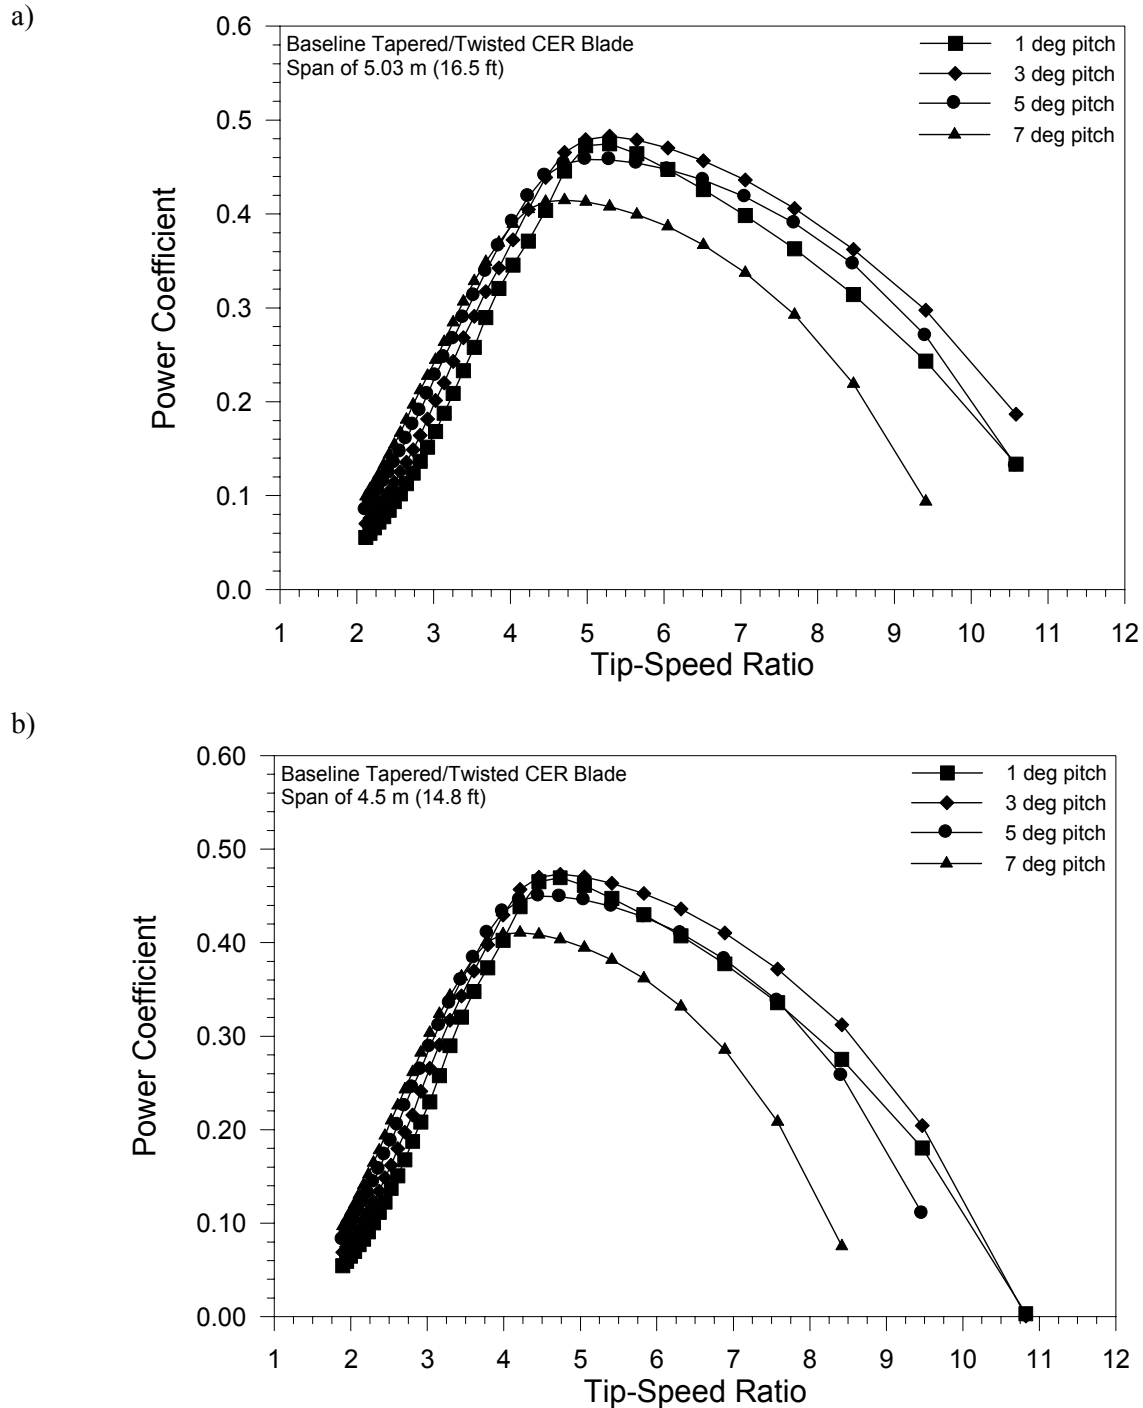 a)
0.6
0.5
0.4
0.3
0.2
0.1
0.0
Power Coefficient
Baseline Tapered/Twisted CER Blade
Span of 5.03 m (16.5 ft)
1 deg pitch
3 deg pitch
5 deg pitch
7 deg pitch
1 2 3 4 5 6 7 8 9 10 11 12
Tip-Speed Ratio
b)
0.60
0.50
0.40
0.30
0.20
0.10
0.00
Power Coefficient
Baseline Tapered/Twisted CER Blade
Span of 4.5 m (14.8 ft)
1 deg pitch
3 deg pitch
5 deg pitch
7 deg pitch
1 2 3 4 5 6 7 8 9 10 11 12
Tip-Speed Ratio